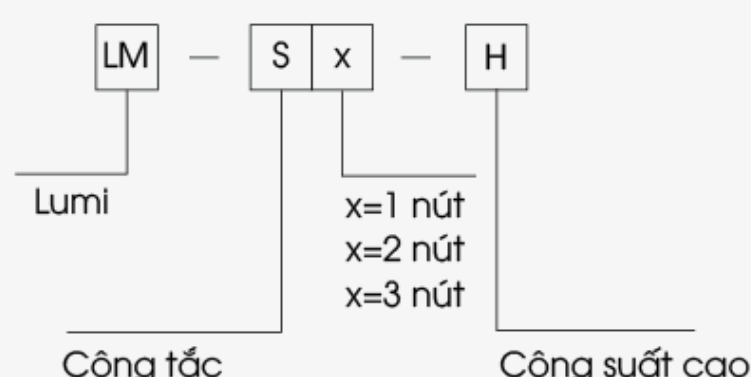 LM – S x – H
Lumi
x=1 nút
x=2 nút
x=3 nút
Công tắc
Công suất cao